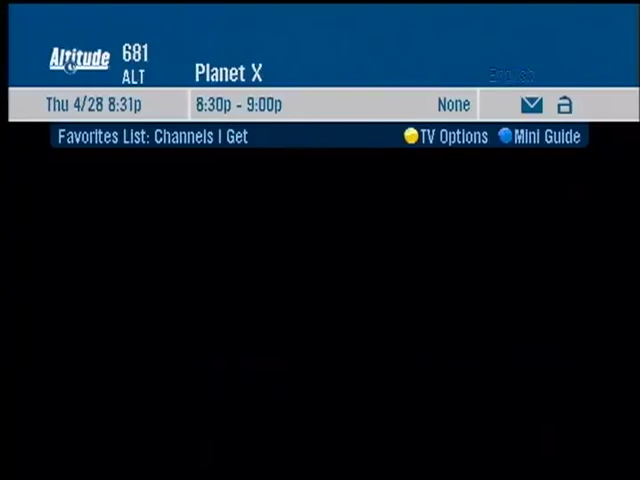 Altitude
681
ALT
Planet X
English
Thu 4/28 8:31p
8:30p - 9:00p
None
Favorites List: Channels I Get
TV Options
Mini Guide